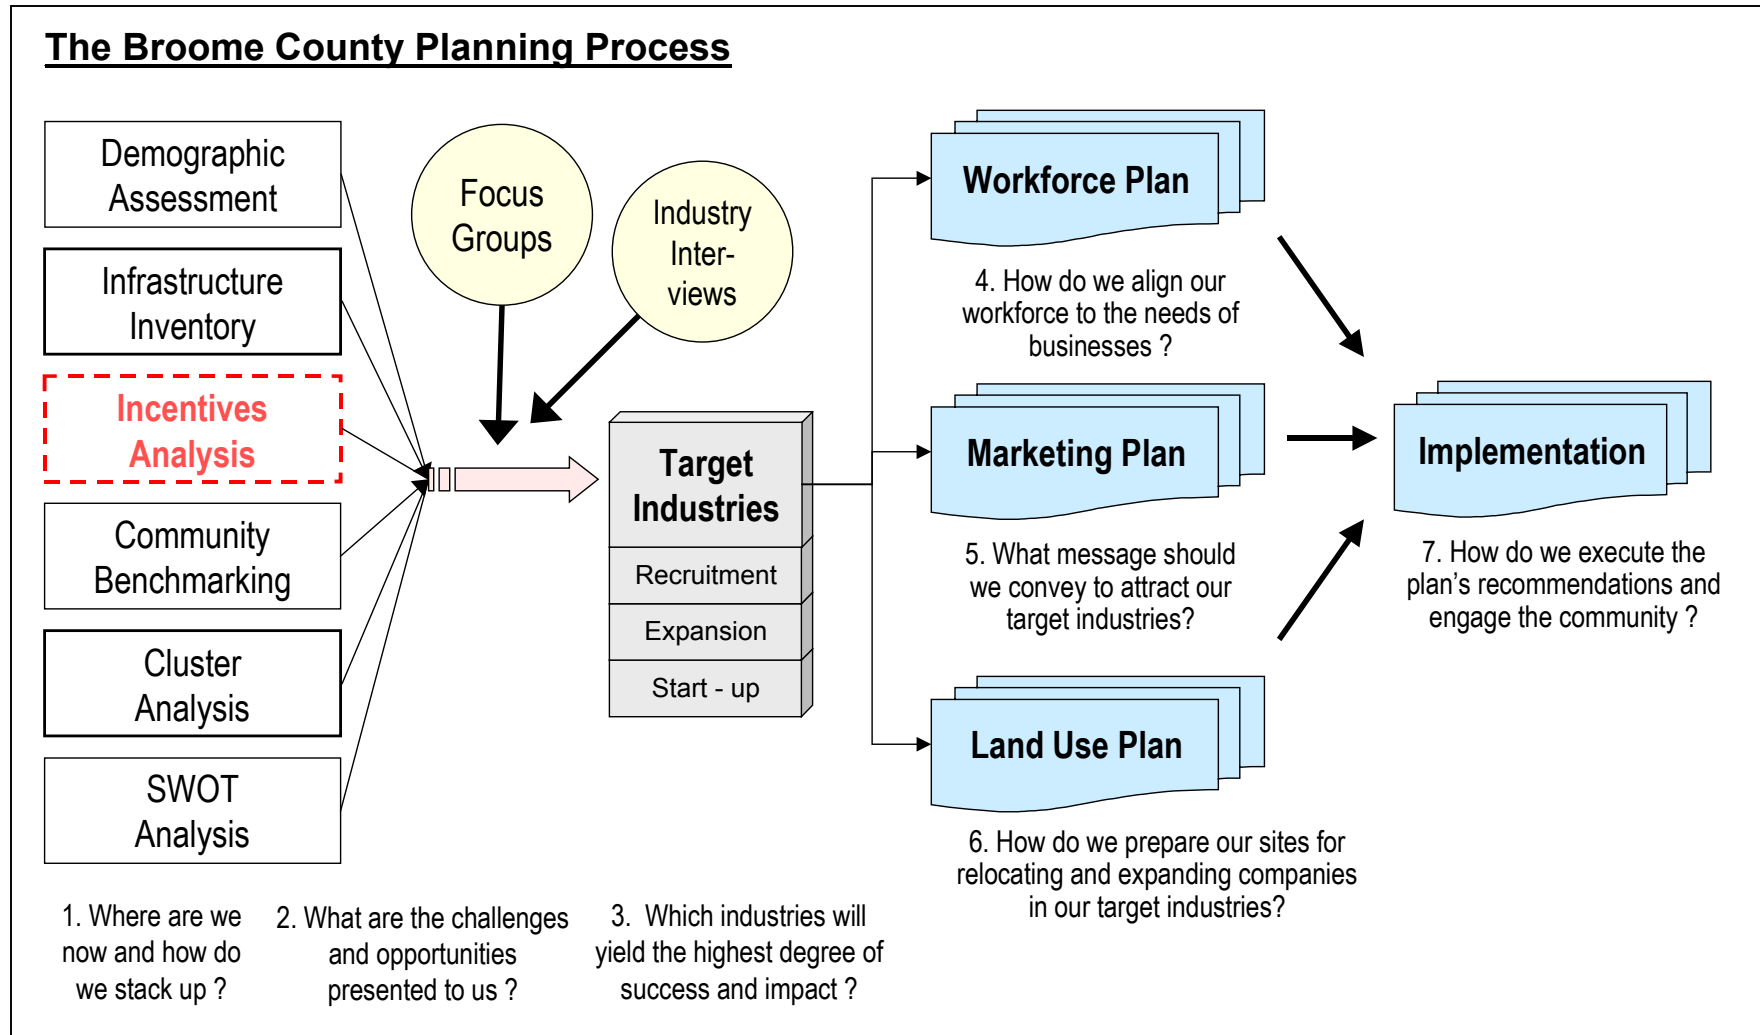 The Broome County Planning Process
Demographic
Assessment
Infrastructure
Inventory
Incentives
Analysis
Community
Benchmarking
Cluster
Analysis
SWOT
Analysis
Focus
Groups
Industry
Inter-
views
Target
Industries
Recruitment
Expansion
Start - up
Workforce Plan
4. How do we align our
workforce to the needs of
businesses ?
Marketing Plan
5. What message should
we convey to attract our
target industries?
Land Use Plan
6. How do we prepare our sites for
relocating and expanding companies
in our target industries?
Implementation
7. How do we execute the
plan’s recommendations and
engage the community ?
1. Where are we
now and how do
we stack up ?
2. What are the challenges
and opportunities
presented to us ?
3.  Which industries will
yield the highest degree of
success and impact ?